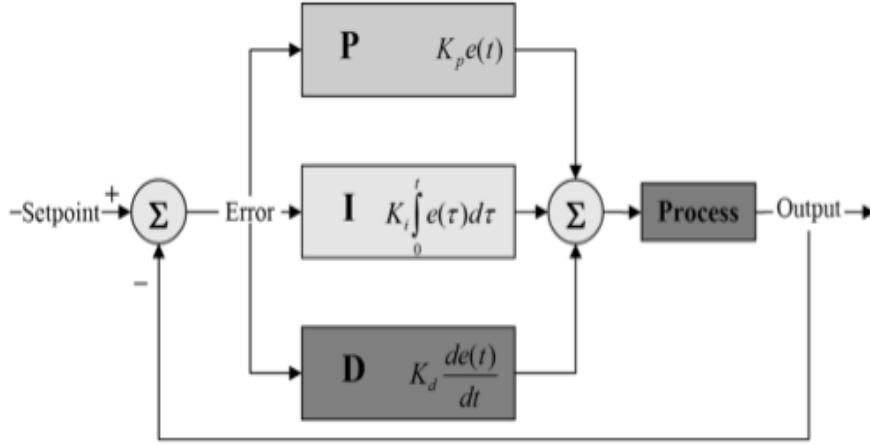 P K_p e(t)
+
–Setpoint
Σ
Error
I K_i ∫_0^t e(τ)dτ
Σ
Process
Output
–
D K_d de(t)/dt